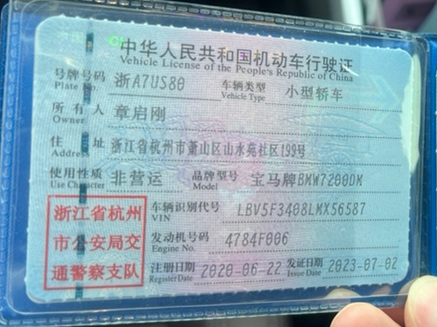 中华人民共和国机动车行驶证
Vehicle License of the People's Republic of China
号牌号码 浙A7US80 车辆类型 小型轿车
Plate No. Vehicle Type
所有人 章启刚
Owner
住址 浙江省杭州市萧山区山水苑社区199号
Address
使用性质 非营运 品牌型号 宝马牌BMW7200DM
Use Character Model
浙江省杭州
市公安局交
通警察支队
车辆识别代号 LBV5F3408LMX56587
VIN
发动机号码 4784F006
Engine No.
注册日期 2020-06-22 发证日期 2023-07-02
Register Date Issue Date